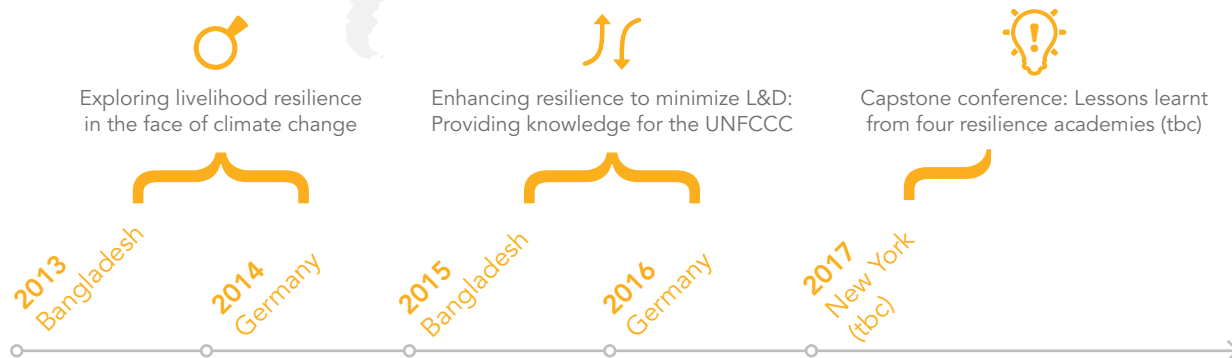 Exploring livelihood resilience
in the face of climate change
Enhancing resilience to minimize L&D:
Providing knowledge for the UNFCCC
Capstone conference: Lessons learnt
from four resilience academies (tbc)
2013
Bangladesh
2014
Germany
2015
Bangladesh
2016
Germany
2017
New York
(tbc)